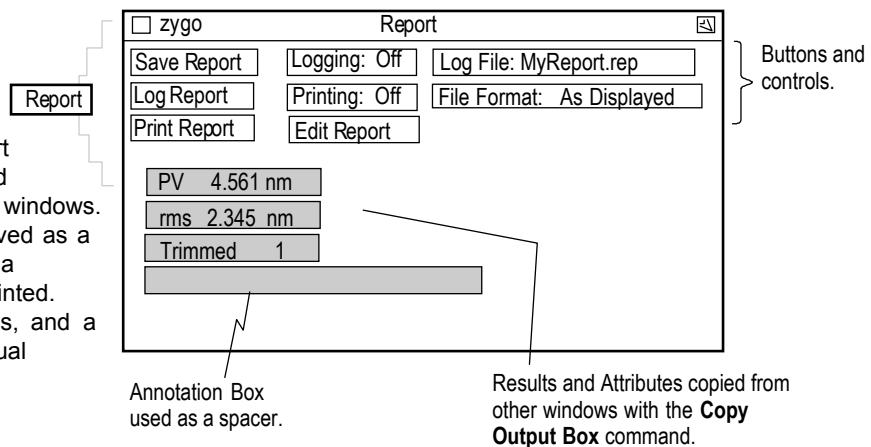 zygo Report
Save Report Logging: Off Log File: MyReport.rep
Log Report Printing: Off File Format: As Displayed
Print Report Edit Report
PV 4.561 nm
rms 2.345 nm
Trimmed 1
Buttons and
controls.
Report
windows.
as a
a
s, and a
Annotation Box
used as a spacer.
Results and Attributes copied from
other windows with the Copy
Output Box command.